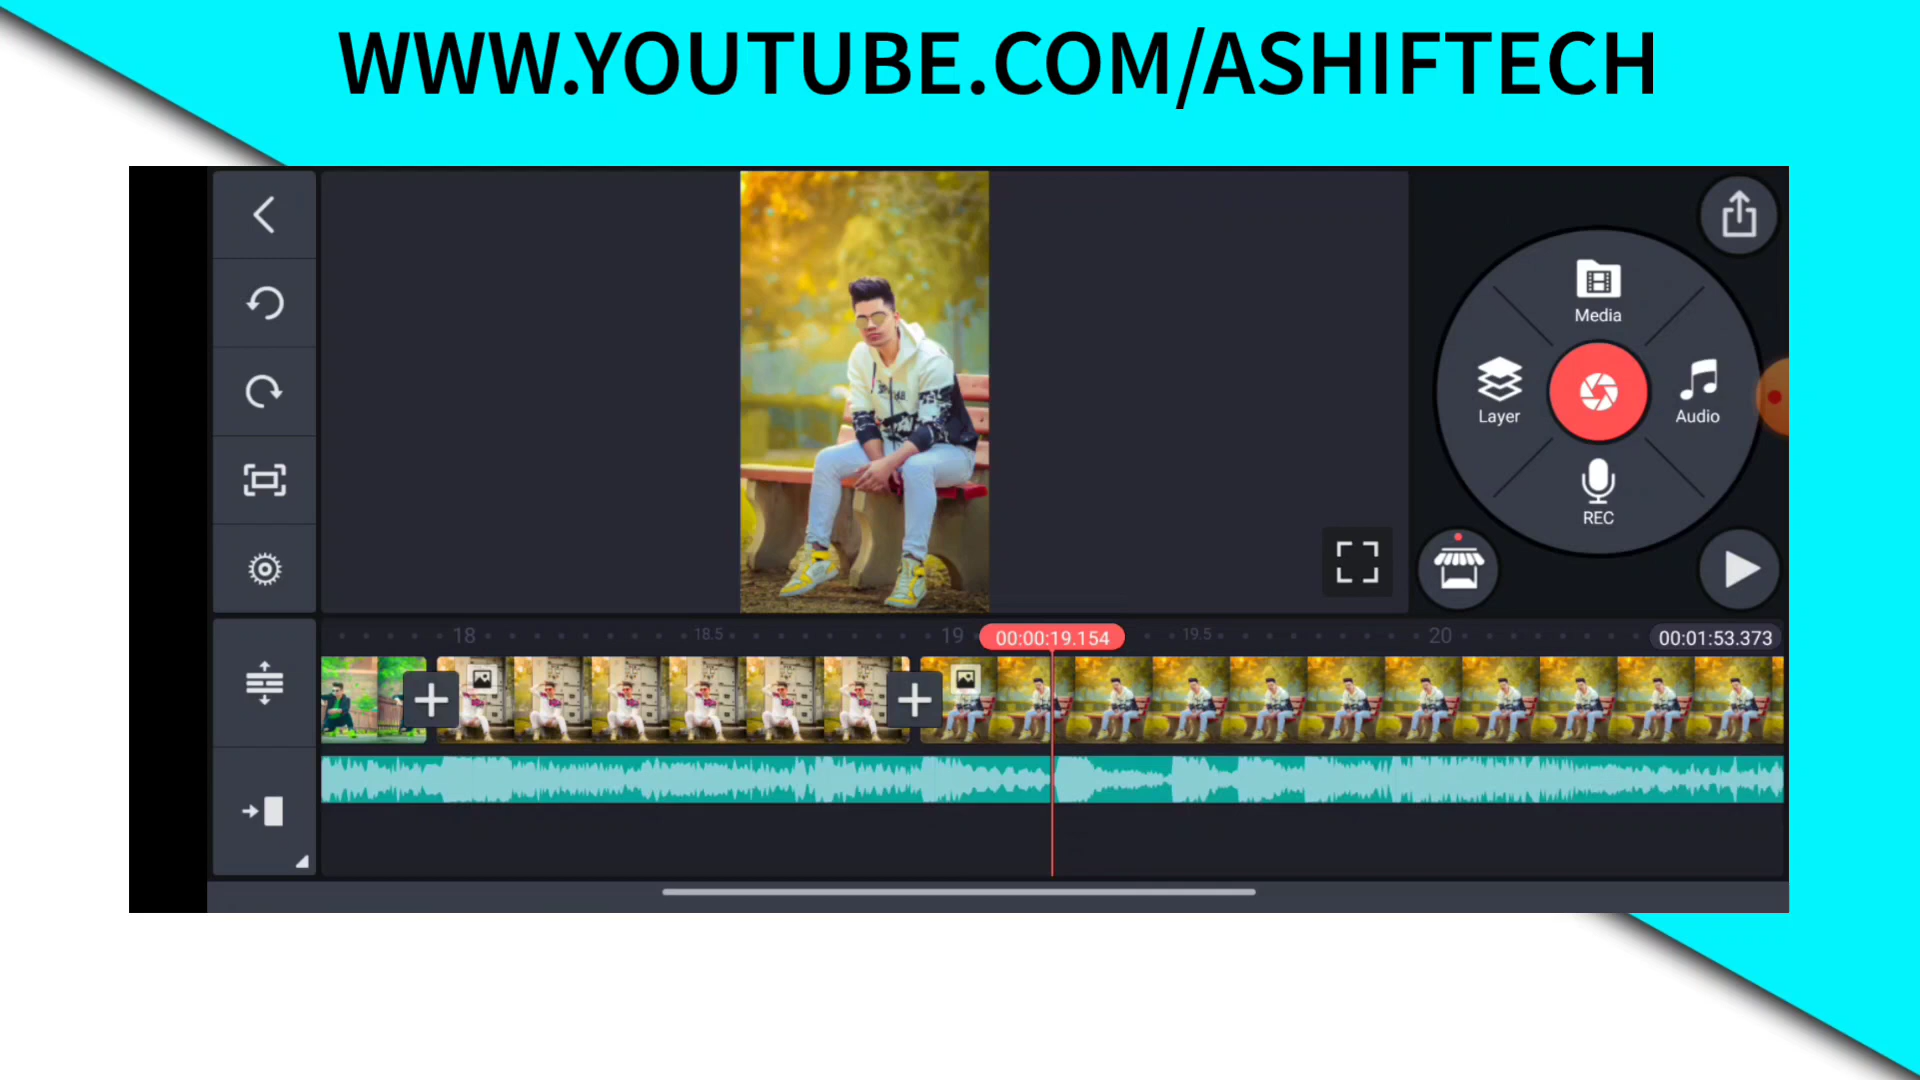 WWW.YOUTUBE.COM/ASHIFTECH
Media
Layer
Audio
REC
18
18.5
19
00:00:19.154
19.5
20
00:01:53.373